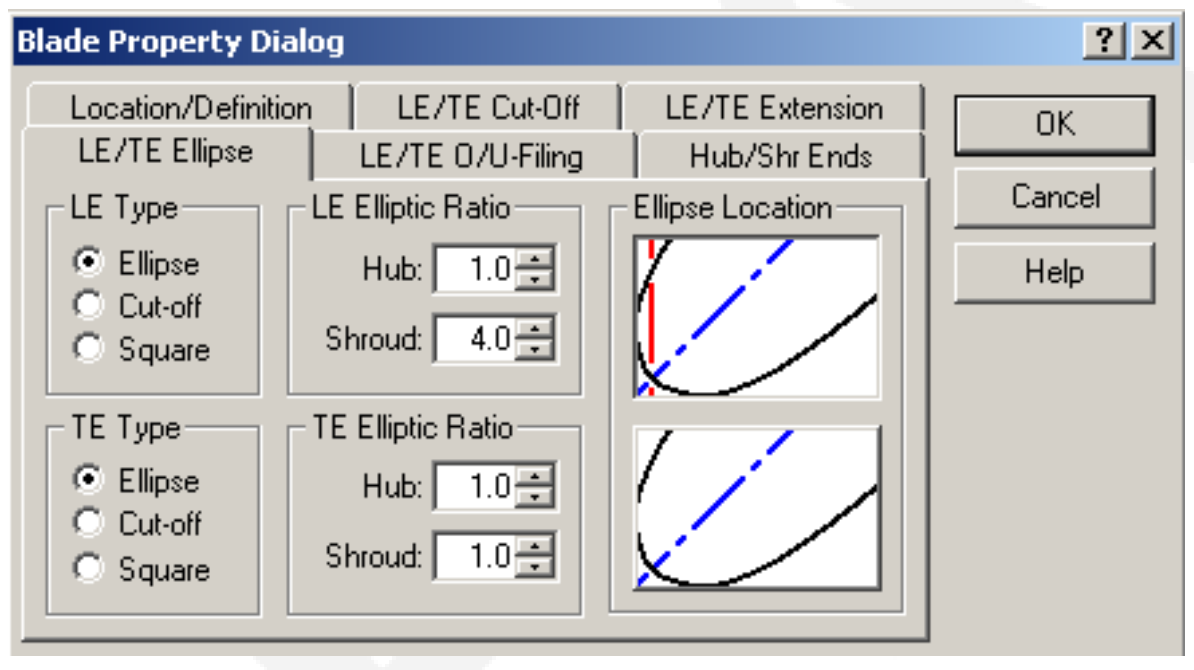 Blade Property Dialog
Location/Definition LE/TE Cut-Off LE/TE Extension
LE/TE Ellipse LE/TE O/U-Filing Hub/Shr Ends
OK
Cancel
Help
LE Type
Ellipse
Cut-off
Square
LE Elliptic Ratio
Hub: 1.0
Shroud: 4.0
Ellipse Location
TE Type
Ellipse
Cut-off
Square
TE Elliptic Ratio
Hub: 1.0
Shroud: 1.0